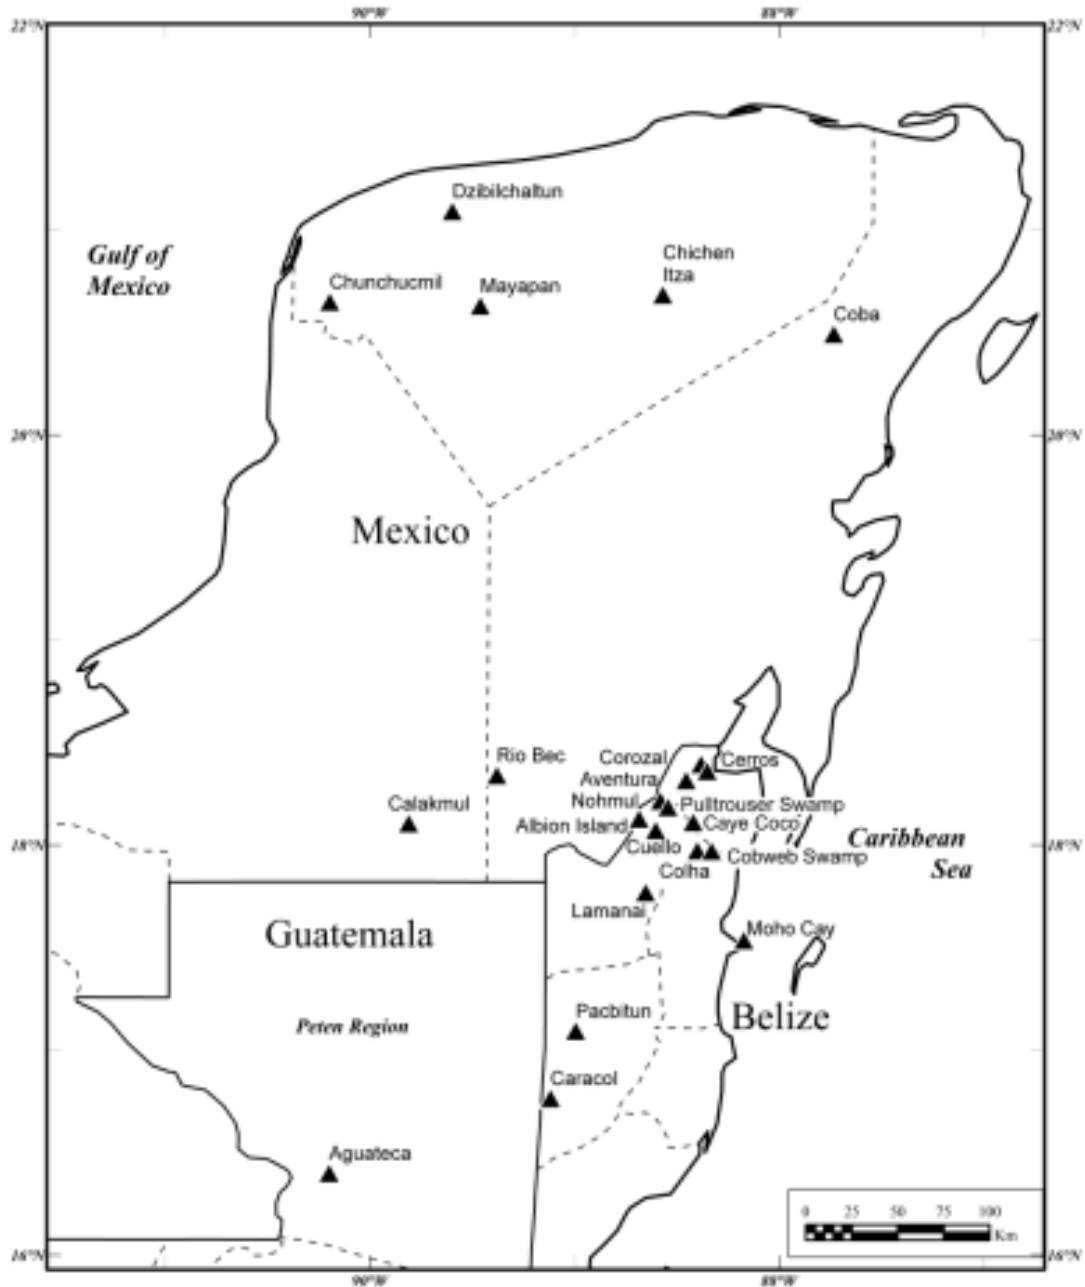 90°W
88°W
22°N
22°N
Dzibilchaltun
Gulf of
Mexico
Chichen
Itza
Chunchucmil
Mayapan
Coba
20°N
20°N
Mexico
Rio Bec
Corozal
Cerros
Aventura
Calakmul
Nohmul
Pulltrouser Swamp
Albion Island
Caye Coco
Caribbean
Sea
18°N
18°N
Cuello
Cobweb Swamp
Colha
Lamanai
Guatemala
Moho Cay
Peten Region
Pacbitun
Belize
Caracol
Aguateca
0 25 50 75 100
Km
16°N
16°N
90°W
88°W